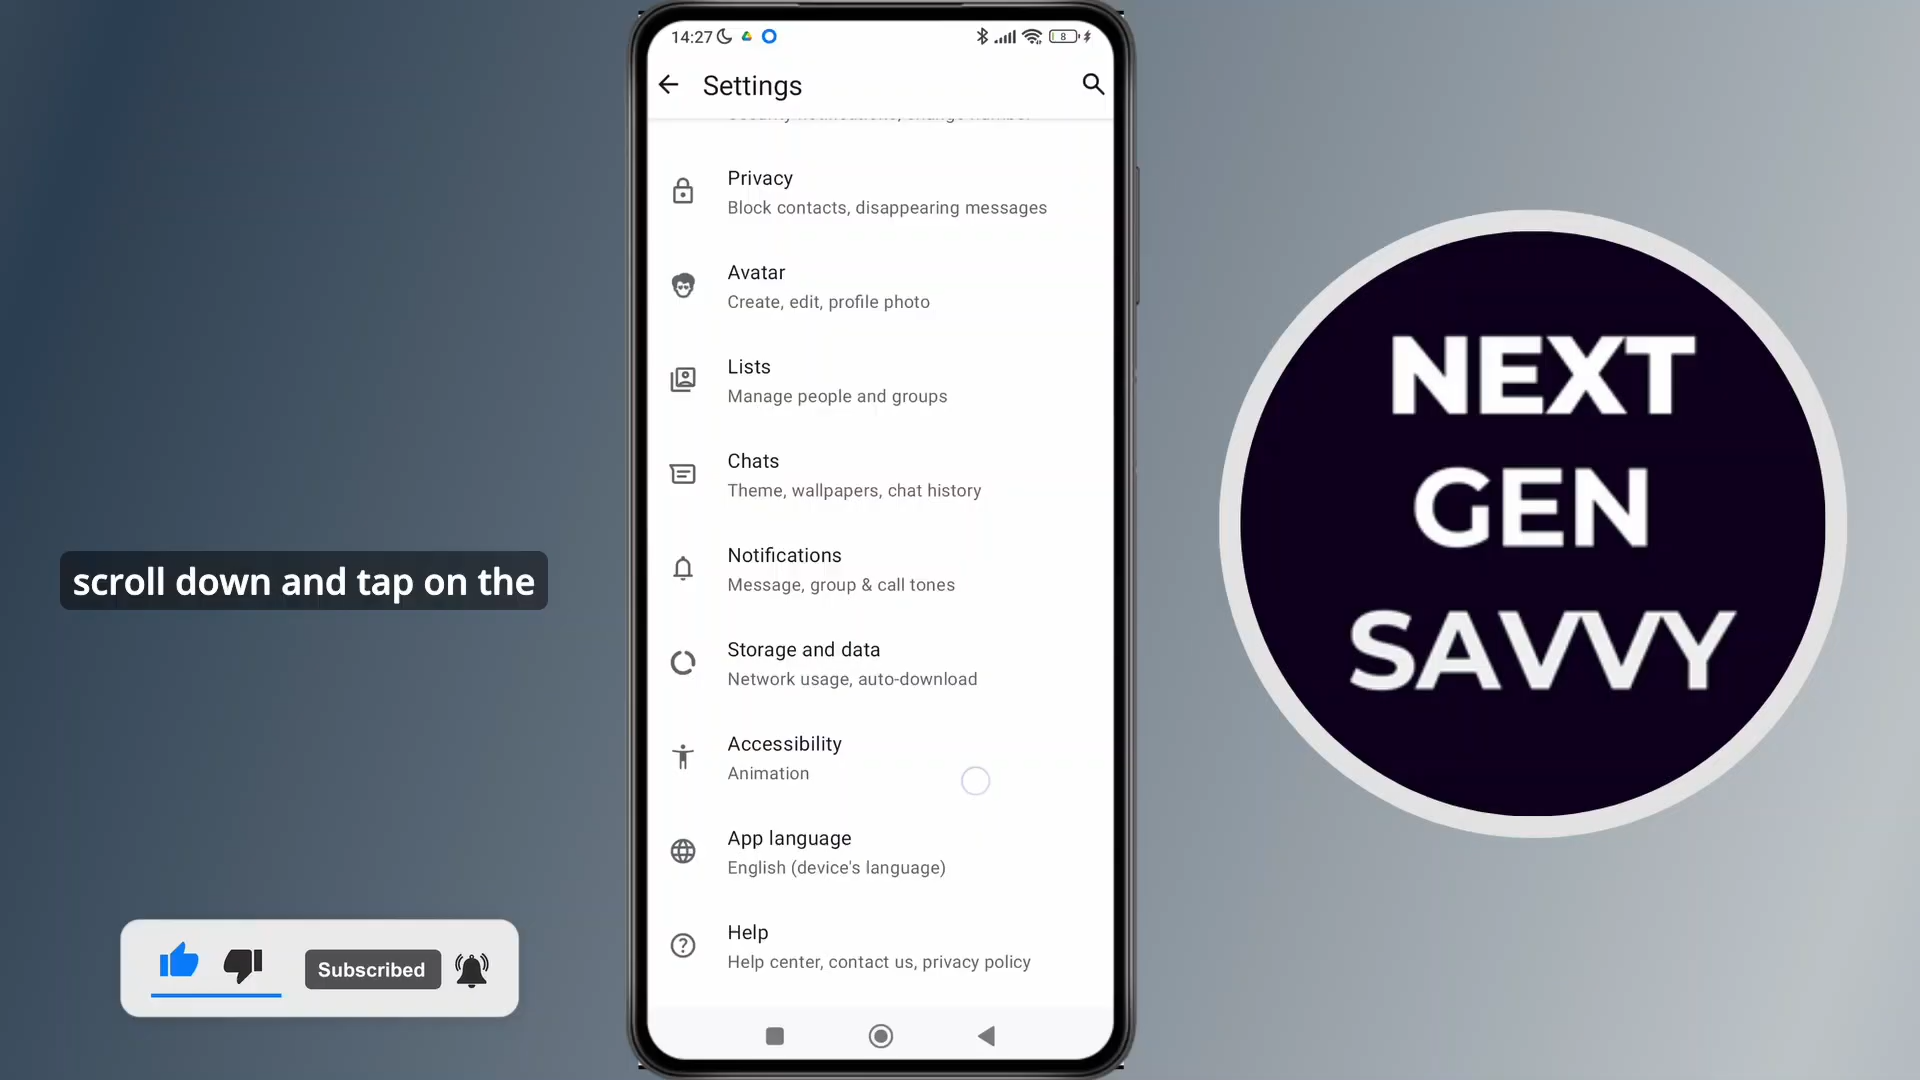 14:27
8
Settings
Privacy
Block contacts, disappearing messages
Avatar
Create, edit, profile photo
Lists
Manage people and groups
Chats
Theme, wallpapers, chat history
Notifications
Message, group & call tones
Storage and data
Network usage, auto-download
Accessibility
Animation
App language
English (device's language)
Help
Help center, contact us, privacy policy
scroll down and tap on the
Subscribed
NEXT
GEN
SAVVY